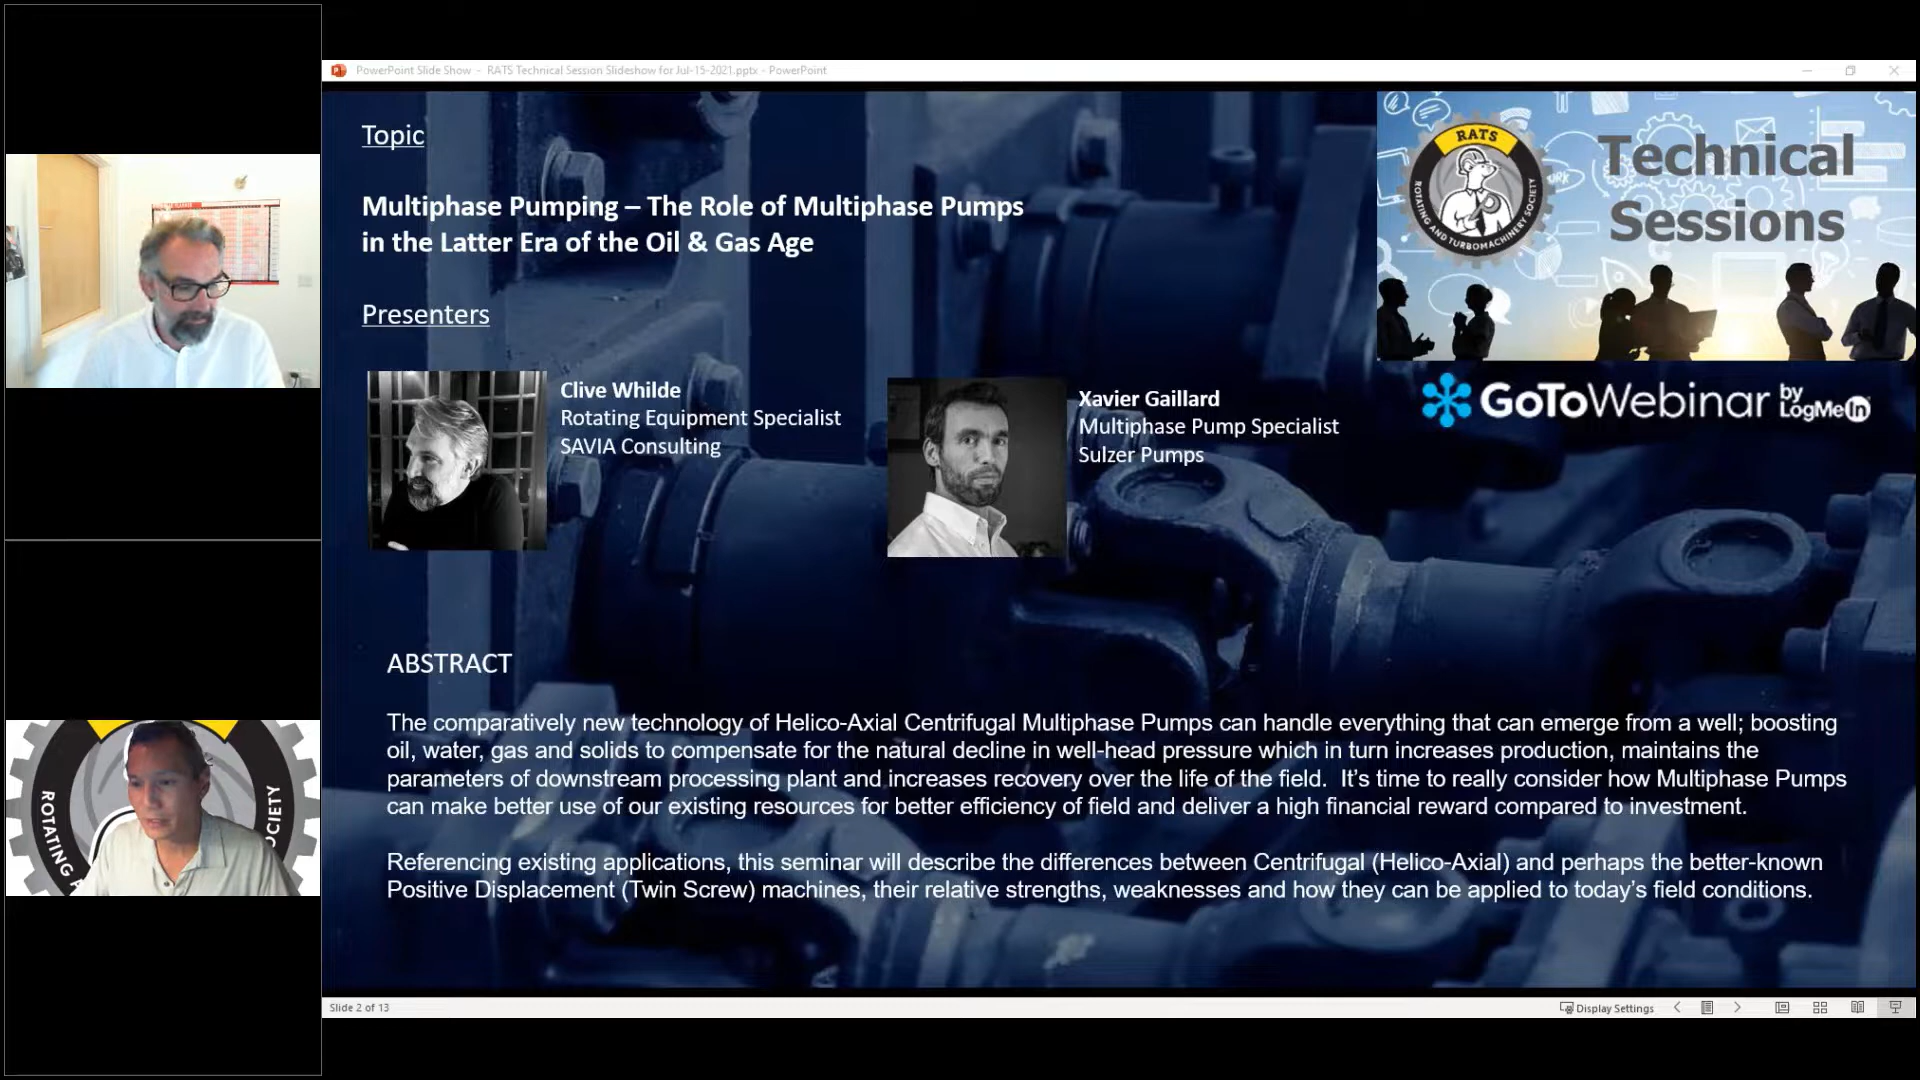 PowerPoint Slide Show - RATS Technical Session Slideshow for Jul-15-2021.pptx - PowerPoint
Topic
Multiphase Pumping – The Role of Multiphase Pumps
in the Latter Era of the Oil & Gas Age
Presenters
Clive Whilde
Rotating Equipment Specialist
SAVIA Consulting
Xavier Gaillard
Multiphase Pump Specialist
Sulzer Pumps
RATS
ROTATING AND TURBOMACHINERY SOCIETY
Technical
Sessions
GoToWebinar by LogMeIn
ABSTRACT
The comparatively new technology of Helico-Axial Centrifugal Multiphase Pumps can handle everything that can emerge from a well; boosting
oil, water, gas and solids to compensate for the natural decline in well-head pressure which in turn increases production, maintains the
parameters of downstream processing plant and increases recovery over the life of the field.  It’s time to really consider how Multiphase Pumps
can make better use of our existing resources for better efficiency of field and deliver a high financial reward compared to investment.
Referencing existing applications, this seminar will describe the differences between Centrifugal (Helico-Axial) and perhaps the better-known
Positive Displacement (Twin Screw) machines, their relative strengths, weaknesses and how they can be applied to today’s field conditions.
ROTATING A
OCIETY
Slide 2 of 13
Display Settings